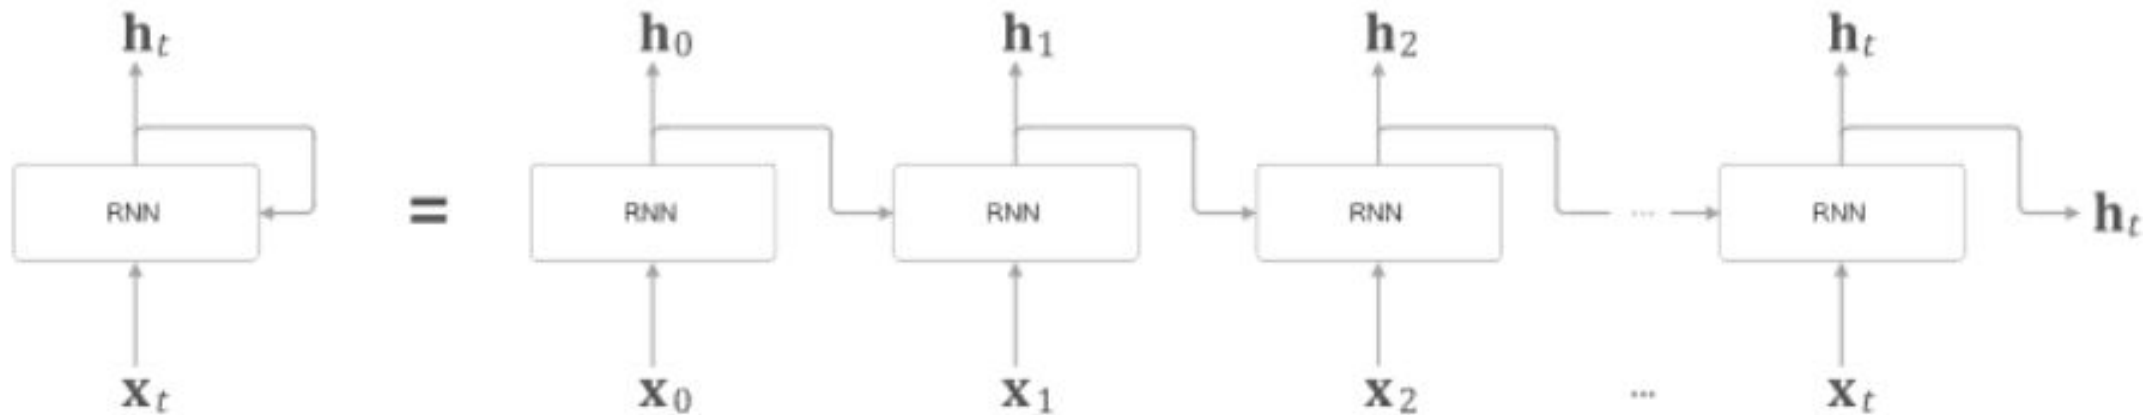 h_t h_0 h_1 h_2 h_t
RNN = RNN RNN RNN ... RNN h_t
x_t x_0 x_1 x_2 ... x_t